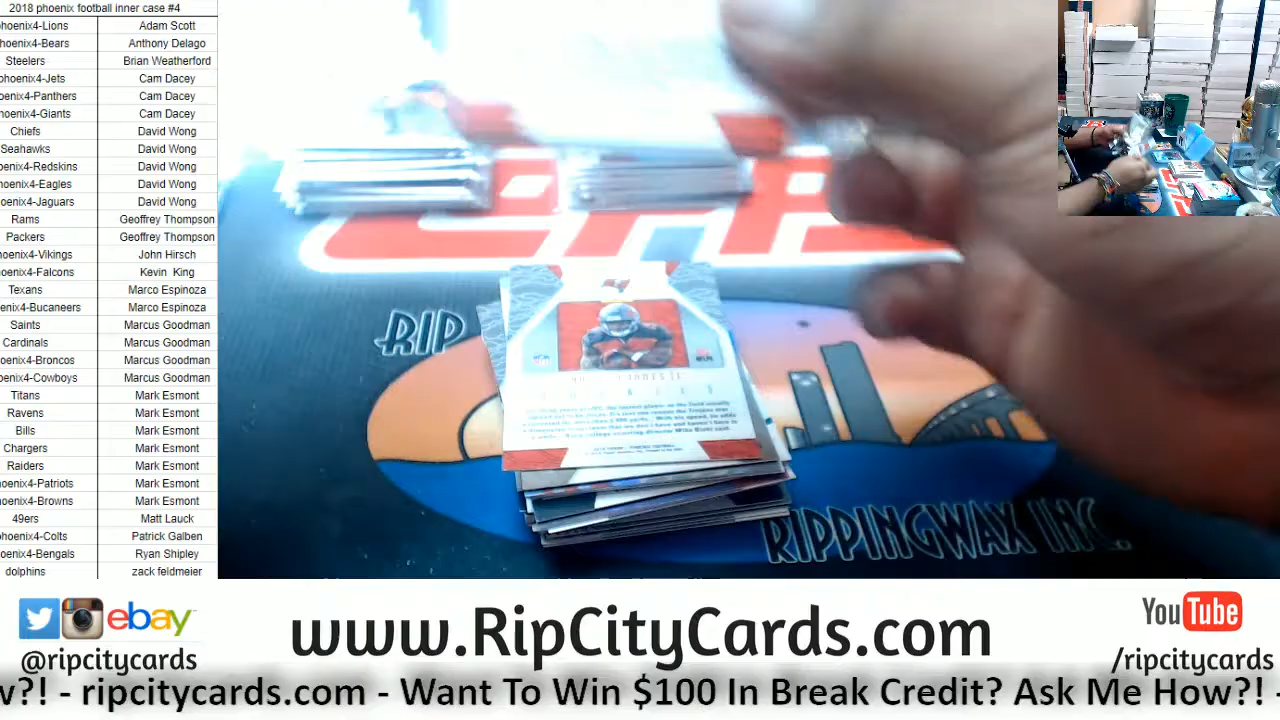 2018 phoenix football inner case #4
hoenix4-Lions Adam Scott
hoenix4-Bears Anthony Delago
Steelers Brian Weatherford
phoenix4-Jets Cam Dacey
oenix4-Panthers Cam Dacey
oenix4-Giants Cam Dacey
Chiefs David Wong
Seahawks David Wong
oenix4-Redskins David Wong
oenix4-Eagles David Wong
oenix4-Jaguars David Wong
Rams Geoffrey Thompson
Packers Geoffrey Thompson
hoenix4-Vikings John Hirsch
oenix4-Falcons Kevin King
Texans Marco Espinoza
enix4-Bucaneers Marco Espinoza
Saints Marcus Goodman
Cardinals Marcus Goodman
oenix4-Broncos Marcus Goodman
enix4-Cowboys Marcus Goodman
Titans Mark Esmont
Ravens Mark Esmont
Bills Mark Esmont
Chargers Mark Esmont
Raiders Mark Esmont
oenix4-Patriots Mark Esmont
hoenix4-Browns Mark Esmont
49ers Matt Lauck
phoenix4-Colts Patrick Galben
oenix4-Bengals Ryan Shipley
dolphins zack feldmeier
RIP
RIPPINGWAX INC.
ebay
@ripcitycards
www.RipCityCards.com
YouTube
/ripcitycards
w?! - ripcitycards.com - Want To Win $100 In Break Credit? Ask Me How?! -